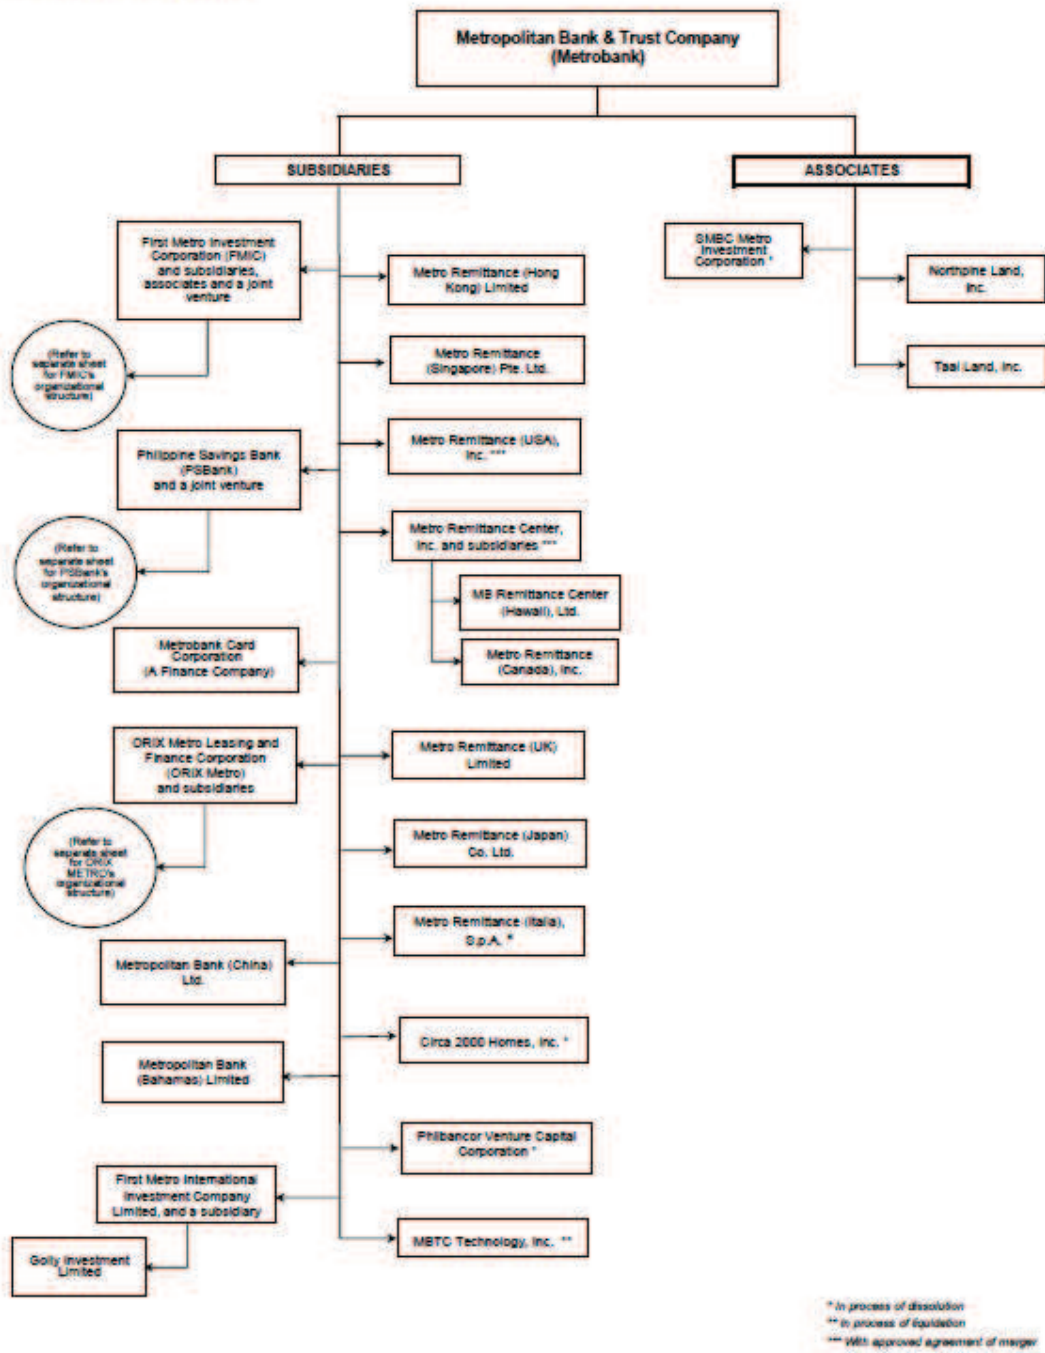 Metropolitan Bank & Trust Company
(Metrobank)
SUBSIDIARIES
ASSOCIATES
First Metro Investment
Corporation (FMIC)
and subsidiaries,
associates and a joint
venture
(Refer to
separate sheet
for FMIC's
organizational
structure)
Philippine Savings Bank
(PSBank)
and a joint venture
(Refer to
separate sheet
for PSBank's
organizational
structure)
Metrobank Card
Corporation
(A Finance Company)
ORIX Metro Leasing and
Finance Corporation
(ORIX Metro)
and subsidiaries
(Refer to
separate sheet
for ORIX
METRO's
organizational
structure)
Metropolitan Bank (China)
Ltd.
Metropolitan Bank
(Bahamas) Limited
First Metro International
Investment Company
Limited, and a subsidiary
Golly Investment
Limited
Metro Remittance (Hong
Kong) Limited
Metro Remittance
(Singapore) Pte. Ltd.
Metro Remittance (USA),
Inc. ***
Metro Remittance Center,
Inc. and subsidiaries ***
MB Remittance Center
(Hawaii), Ltd.
Metro Remittance
(Canada), Inc.
Metro Remittance (UK)
Limited
Metro Remittance (Japan)
Co. Ltd.
Metro Remittance (Italia),
S.p.A. *
Circa 2000 Homes, Inc. *
Philbancor Venture Capital
Corporation *
MBTC Technology, Inc. **
SMBC Metro
Investment
Corporation *
Northpine Land,
Inc.
Taal Land, Inc.
* In process of dissolution
** In process of liquidation
*** With approved agreement of merger